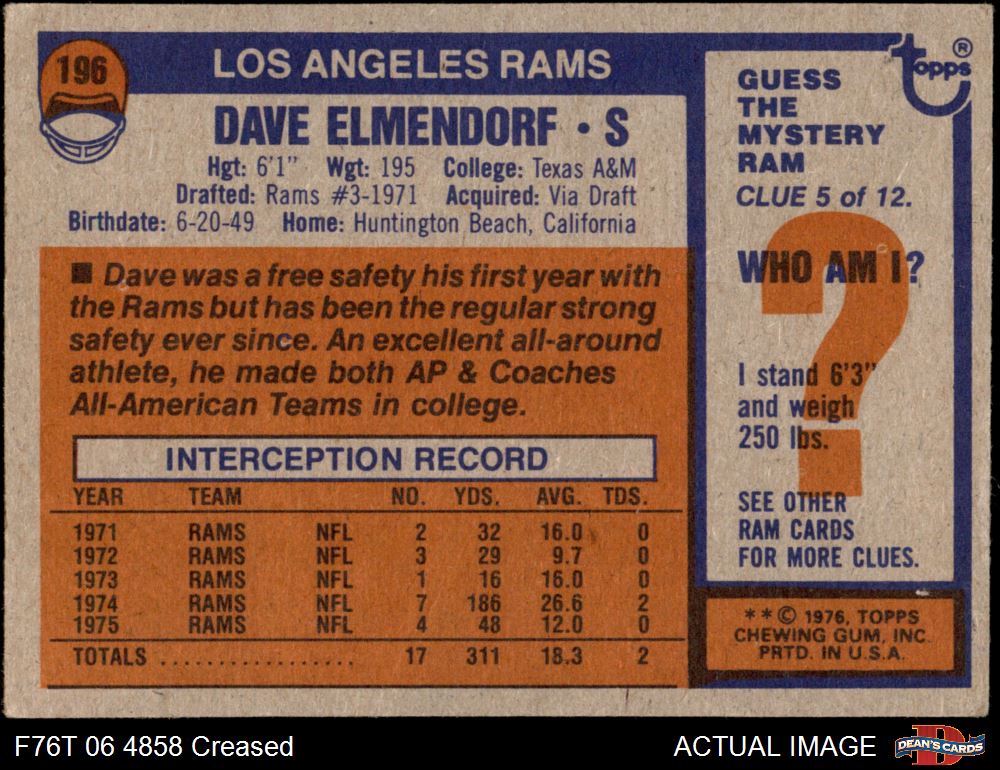 196
LOS ANGELES RAMS
DAVE ELMENDORF • S
Hgt: 6'1" Wgt: 195 College: Texas A&M
Drafted: Rams #3-1971 Acquired: Via Draft
Birthdate: 6-20-49 Home: Huntington Beach, California
■ Dave was a free safety his first year with
the Rams but has been the regular strong
safety ever since. An excellent all-around
athlete, he made both AP & Coaches
All-American Teams in college.
INTERCEPTION RECORD
YEAR TEAM NO. YDS. AVG. TDS.
1971 RAMS NFL 2 32 16.0 0
1972 RAMS NFL 3 29 9.7 0
1973 RAMS NFL 1 16 16.0 0
1974 RAMS NFL 7 186 26.6 2
1975 RAMS NFL 4 48 12.0 0
TOTALS .................. 17 311 18.3 2
Topps®
GUESS
THE
MYSTERY
RAM
CLUE 5 of 12.
?
WHO AM I?
I stand 6'3"
and weigh
250 lbs.
SEE OTHER
RAM CARDS
FOR MORE CLUES.
**© 1976, TOPPS
CHEWING GUM, INC.
PRTD. IN U.S.A.
F76T 06 4858 Creased
ACTUAL IMAGE
D
DEAN'S CARDS